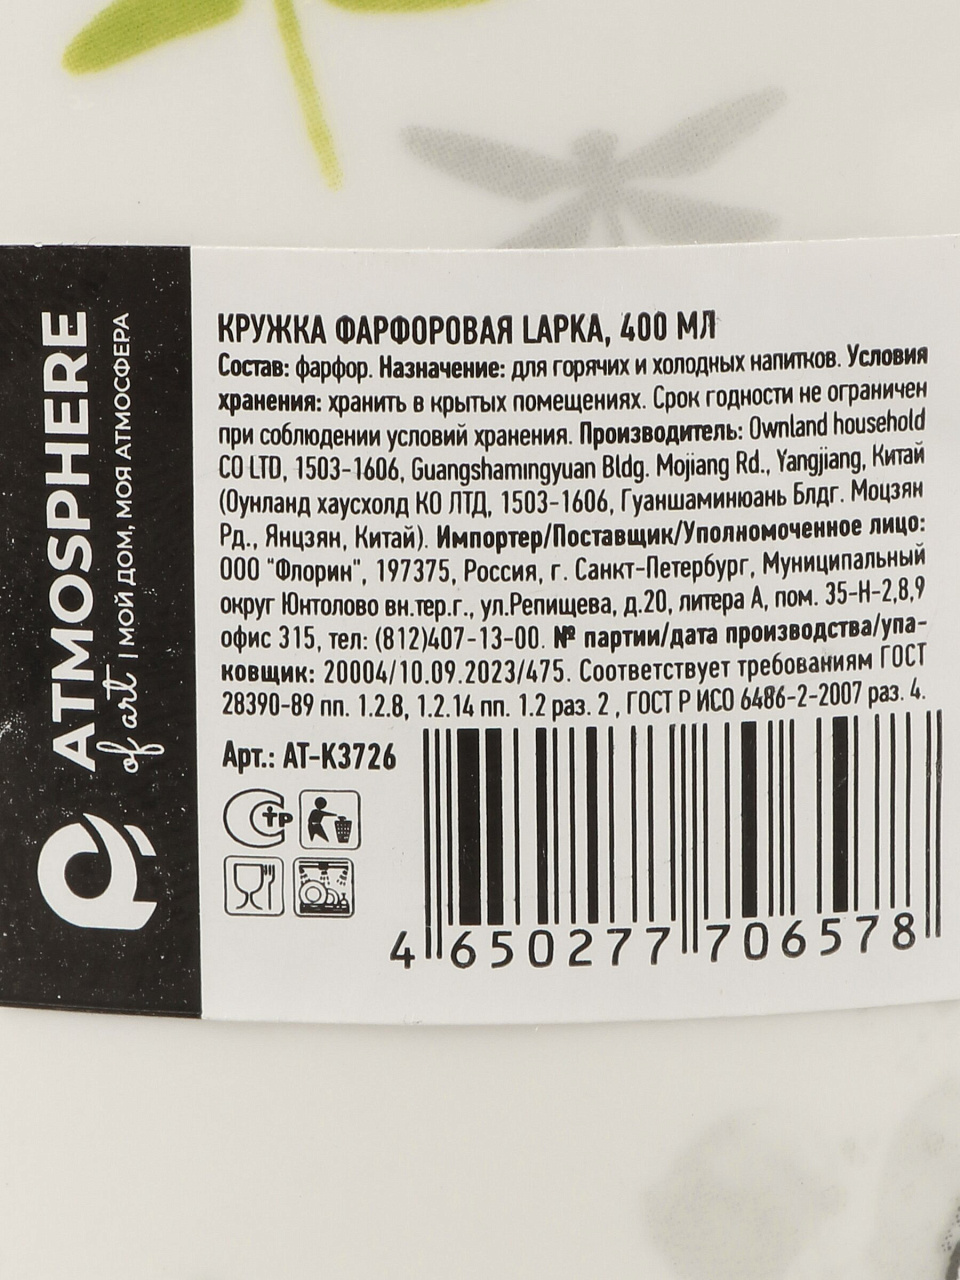 ATMOSPHERE
of art | МОЙ ДОМ, МОЯ АТМОСФЕРА
КРУЖКА ФАРФОРОВАЯ LAPKA, 400 МЛ
Состав: фарфор. Назначение: для горячих и холодных напитков. Условия
хранения: хранить в крытых помещениях. Срок годности не ограничен
при соблюдении условий хранения. Производитель: Ownland household
CO LTD, 1503-1606, Guangshamingyuan Bldg. Mojiang Rd., Yangjiang, Китай
(Оунланд хаусхолд КО ЛТД, 1503-1606, Гуаншаминюань Блдг. Моцзян
Рд., Янцзян, Китай). Импортер/Поставщик/Уполномоченное лицо:
ООО "Флорин", 197375, Россия, г. Санкт-Петербург, Муниципальный
округ Юнтолово вн.тер.г., ул.Репищева, д.20, литера А, пом. 35-Н-2,8,9
офис 315, тел: (812)407-13-00. № партии/дата производства/упа-
ковщик: 20004/10.09.2023/475. Соответствует требованиям ГОСТ
28390-89 пп. 1.2.8, 1.2.14 пп. 1.2 раз. 2 , ГОСТ Р ИСО 6486-2-2007 раз. 4.
Арт.: AT-K3726
СТР
4 650277 706578